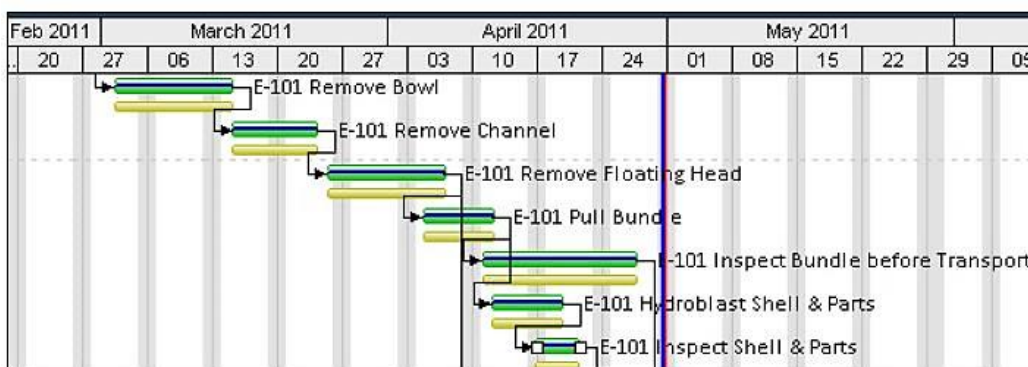 Feb 2011 March 2011 April 2011 May 2011
.. 20 27 06 13 20 27 03 10 17 24 01 08 15 22 29 05
E-101 Remove Bowl
E-101 Remove Channel
E-101 Remove Floating Head
E-101 Pull Bundle
E-101 Inspect Bundle before Transport
E-101 Hydroblast Shell & Parts
E-101 Inspect Shell & Parts